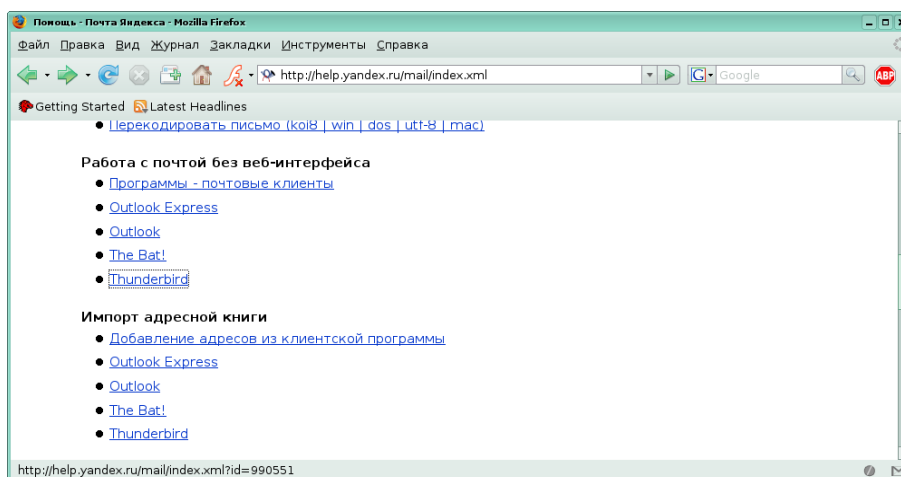 Помощь - Почта Яндекса - Mozilla Firefox
Файл Правка Вид Журнал Закладки Инструменты Справка
http://help.yandex.ru/mail/index.xml G Google ABP
Getting Started Latest Headlines
Перекодировать письмо (koi8 | win | dos | utf-8 | mac)
Работа с почтой без веб-интерфейса
Программы - почтовые клиенты
Outlook Express
Outlook
The Bat!
Thunderbird
Импорт адресной книги
Добавление адресов из клиентской программы
Outlook Express
Outlook
The Bat!
Thunderbird
http://help.yandex.ru/mail/index.xml?id=990551